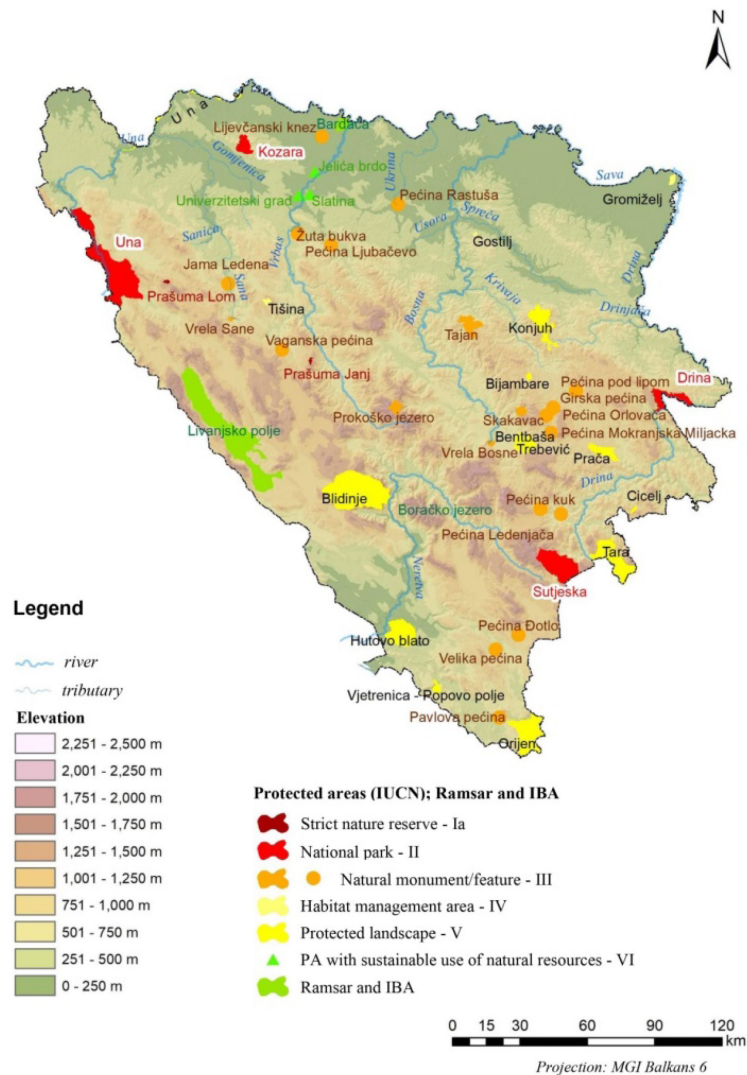 N
Una
Una
Lijevčanski knez
Bardača
Kozara
Gomjenica
Jelića brdo
Ukrina
Sava
Univerzitetski grad
Slatina
Pećina Rastuša
Gromiželj
Usora
Spreča
Una
Sanica
Vrbas
Žuta bukva
Pećina Ljubačevo
Gostilj
Drina
Jama Ledena
Sana
Bosna
Krivaja
Drinjača
Prašuma Lom
Tišina
Vrela Sane
Tajan
Konjuh
Vaganska pećina
Prašuma Janj
Bijambare
Pećina pod lipom
Drina
Girska pećina
Prokoško jezero
Skakavac
Pećina Orlovača
Livanjsko polje
Bentbaša
Pećina Mokranjska Miljacka
Vrela Bosne
Trebević
Prača
Drina
Blidinje
Boračko jezero
Pećina kuk
Cicelj
Pećina Ledenjača
Tara
Neretva
Sutjeska
Pećina Đotlo
Hutovo blato
Velika pećina
Vjetrenica - Popovo polje
Pavlova pećina
Orijen
Legend
river
tributary
Elevation
2,251 - 2,500 m
2,001 - 2,250 m
1,751 - 2,000 m
1,501 - 1,750 m
1,251 - 1,500 m
1,001 - 1,250 m
751 - 1,000 m
501 - 750 m
251 - 500 m
0 - 250 m
Protected areas (IUCN); Ramsar and IBA
Strict nature reserve - Ia
National park - II
Natural monument/feature - III
Habitat management area - IV
Protected landscape - V
PA with sustainable use of natural resources - VI
Ramsar and IBA
0 15 30 60 90 120
km
Projection: MGI Balkans 6